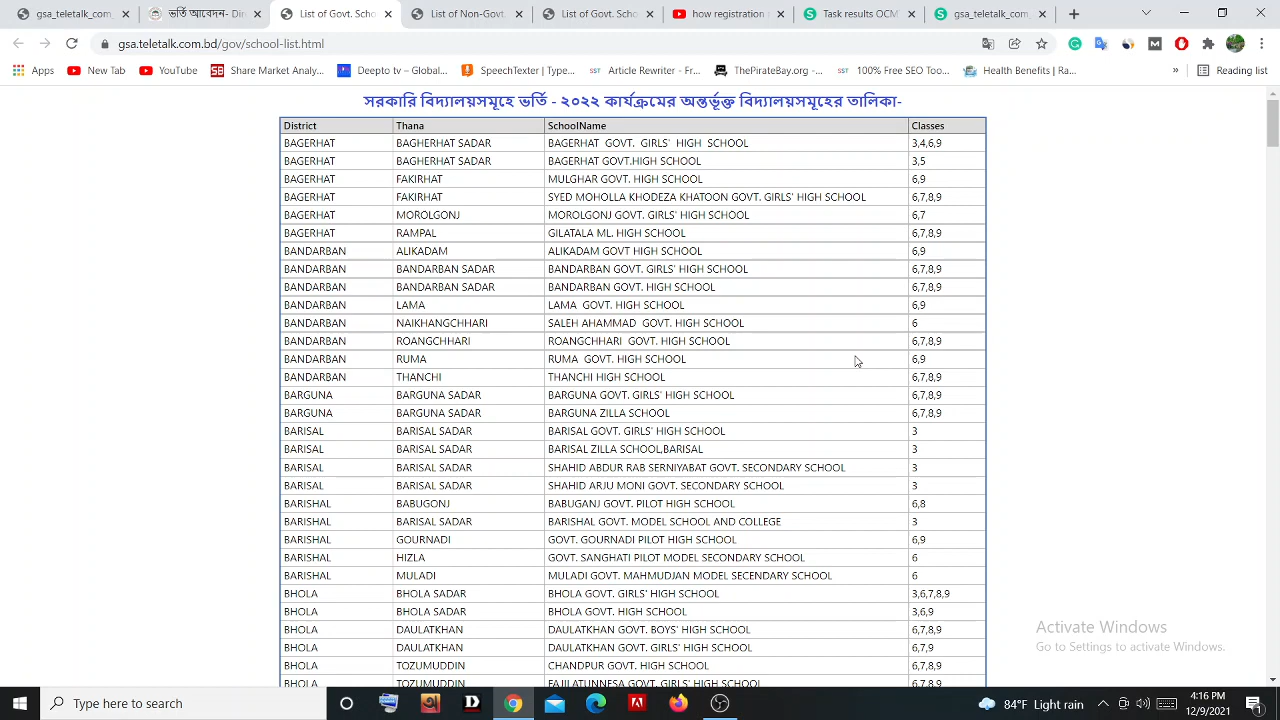 gsa_teletalk.com. ভর্তি আবেদন- Dire List of Govt. Scho List of Non-Govt. List of Govt. Scho how registration Task results OCM gsa_teletalk.com_
gsa.teletalk.com.bd/gov/school-list.html
Apps New Tab YouTube Share Market Analy... Deepto tv – Global... SpeechTexter | Type... Article Rewriter - Fr... ThePirateBay.org -... 100% Free SEO Too... Health Benefits | Ra... » Reading list
সরকারি বিদ্যালয়সমূহে ভর্তি - ২০২২ কার্যক্রমের অন্তর্ভূক্ত বিদ্যালয়সমূহের তালিকা-
District Thana SchoolName Classes
BAGERHAT BAGHERHAT SADAR BAGERHAT GOVT. GIRLS' HIGH SCHOOL 3,4,6,9
BAGERHAT BAGHERHAT SADAR BAGERHAT GOVT.HIGH SCHOOL 3,5
BAGERHAT FAKIRHAT MULGHAR GOVT. HIGH SCHOOL 6,9
BAGERHAT FAKIRHAT SYED MOHOLLA KHODEZA KHATOON GOVT. GIRLS' HIGH SCHOOL 6,7,8,9
BAGERHAT MOROLGONJ MOROLGONJ GOVT. GIRLS' HIGH SCHOOL 6,7
BAGERHAT RAMPAL GILATALA ML. HIGH SCHOOL 6,7,8,9
BANDARBAN ALIKADAM ALIKADAM GOVT HIGH SCHOOL 6,9
BANDARBAN BANDARBAN SADAR BANDARBAN GOVT. GIRLS' HIGH SCHOOL 6,7,8,9
BANDARBAN BANDARBAN SADAR BANDARBAN GOVT. HIGH SCHOOL 6,7,8,9
BANDARBAN LAMA LAMA GOVT. HIGH SCHOOL 6,9
BANDARBAN NAIKHANGCHHARI SALEH AHAMMAD GOVT. HIGH SCHOOL 6
BANDARBAN ROANGCHHARI ROANGCHHARI GOVT. HIGH SCHOOL 6,7,8,9
BANDARBAN RUMA RUMA GOVT. HIGH SCHOOL 6,9
BANDARBAN THANCHI THANCHI HIGH SCHOOL 6,7,8,9
BARGUNA BARGUNA SADAR BARGUNA GOVT. GIRLS' HIGH SCHOOL 6,7,8,9
BARGUNA BARGUNA SADAR BARGUNA ZILLA SCHOOL 6,7,8,9
BARISAL BARISAL SADAR BARISAL GOVT. GIRLS' HIGH SCHOOL 3
BARISAL BARISAL SADAR BARISAL ZILLA SCHOOL,BARISAL 3
BARISAL BARISAL SADAR SHAHID ABDUR RAB SERNIYABAT GOVT. SECONDARY SCHOOL 3
BARISAL BARISAL SADAR SHAHID ARJU MONI GOVT. SECONDARY SCHOOL 3
BARISHAL BABUGONJ BABUGANJ GOVT. PILOT HIGH SCHOOL 6,8
BARISHAL BARISAL SADAR BARISHAL GOVT. MODEL SCHOOL AND COLLEGE 3
BARISHAL GOURNADI GOVT. GOURNADI PILOT HIGH SCHOOL 6,9
BARISHAL HIZLA GOVT. SANGHATI PILOT MODEL SECONDARY SCHOOL 6
BARISHAL MULADI MULADI GOVT. MAHMUDJAN MODEL SECENDARY SCHOOL 6
BHOLA BHOLA SADAR BHOLA GOVT. GIRLS' HIGH SCHOOL 3,6,7,8,9
BHOLA BHOLA SADAR BHOLA GOVT. HIGH SCHOOL 3,6,9
BHOLA DAULATKHAN DAULATKHAN GOVT. BOYS' HIGH SCHOOL 6,7,8,9
BHOLA DAULATKHAN DAULATKHAN GOVT. GIRLS' HIGH SCHOOL 6,7,9
BHOLA TOZUMUDDIN CHANDPUR GOVT. HIGH SCHOOL 6,7,8,9
BHOLA TOZUMUDDIN FAJILATUNNESA GOVT. GIRLS' HIGH SCHOOL 6,7,8,9
Activate Windows
Go to Settings to activate Windows.
Type here to search 84°F Light rain 4:16 PM
12/9/2021